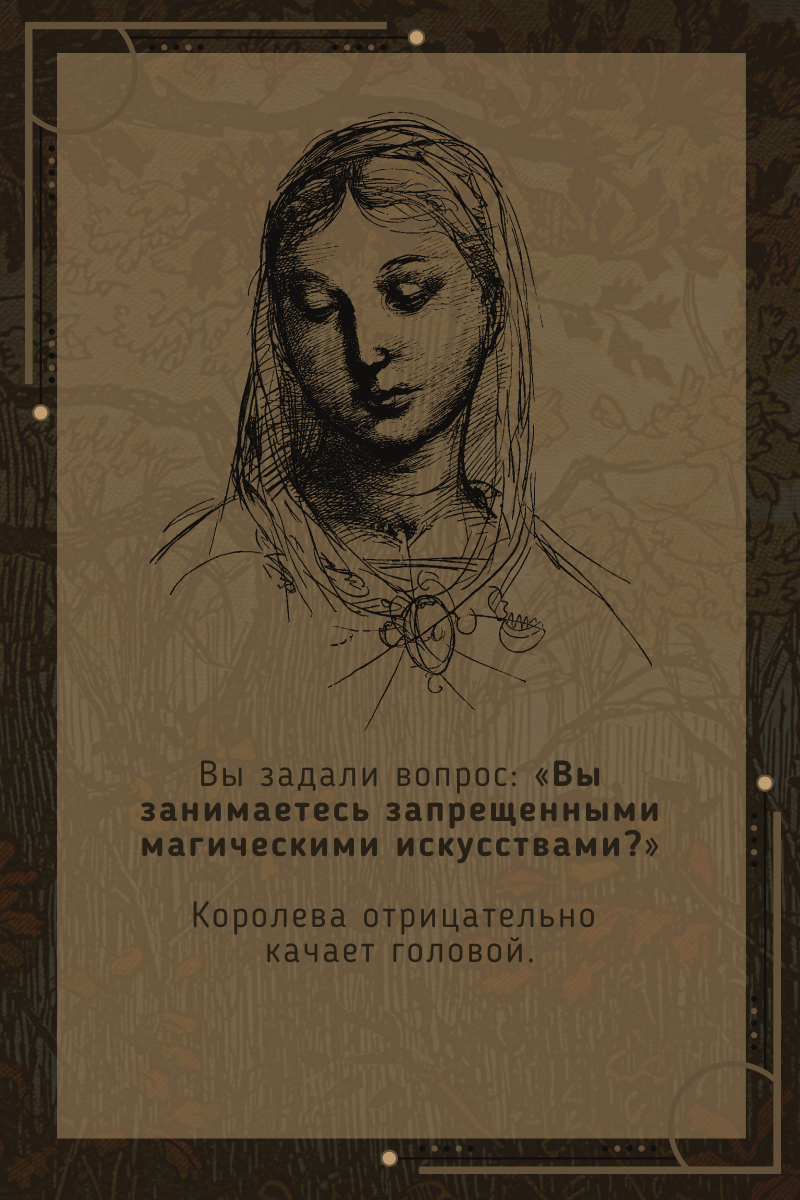 Вы задали вопрос: «Вы
занимаетесь запрещенными
магическими искусствами?»
Королева отрицательно
качает головой.